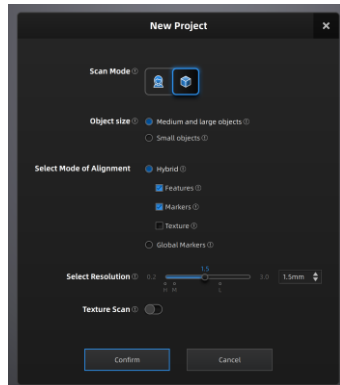 New Project
Scan Mode
Object size
Medium and large objects
Small objects
Select Mode of Alignment
Hybrid
Features
Markers
Texture
Global Markers
1.5
Select Resolution
0.2
3.0
1.5mm
H M L
Texture Scan
Confirm
Cancel